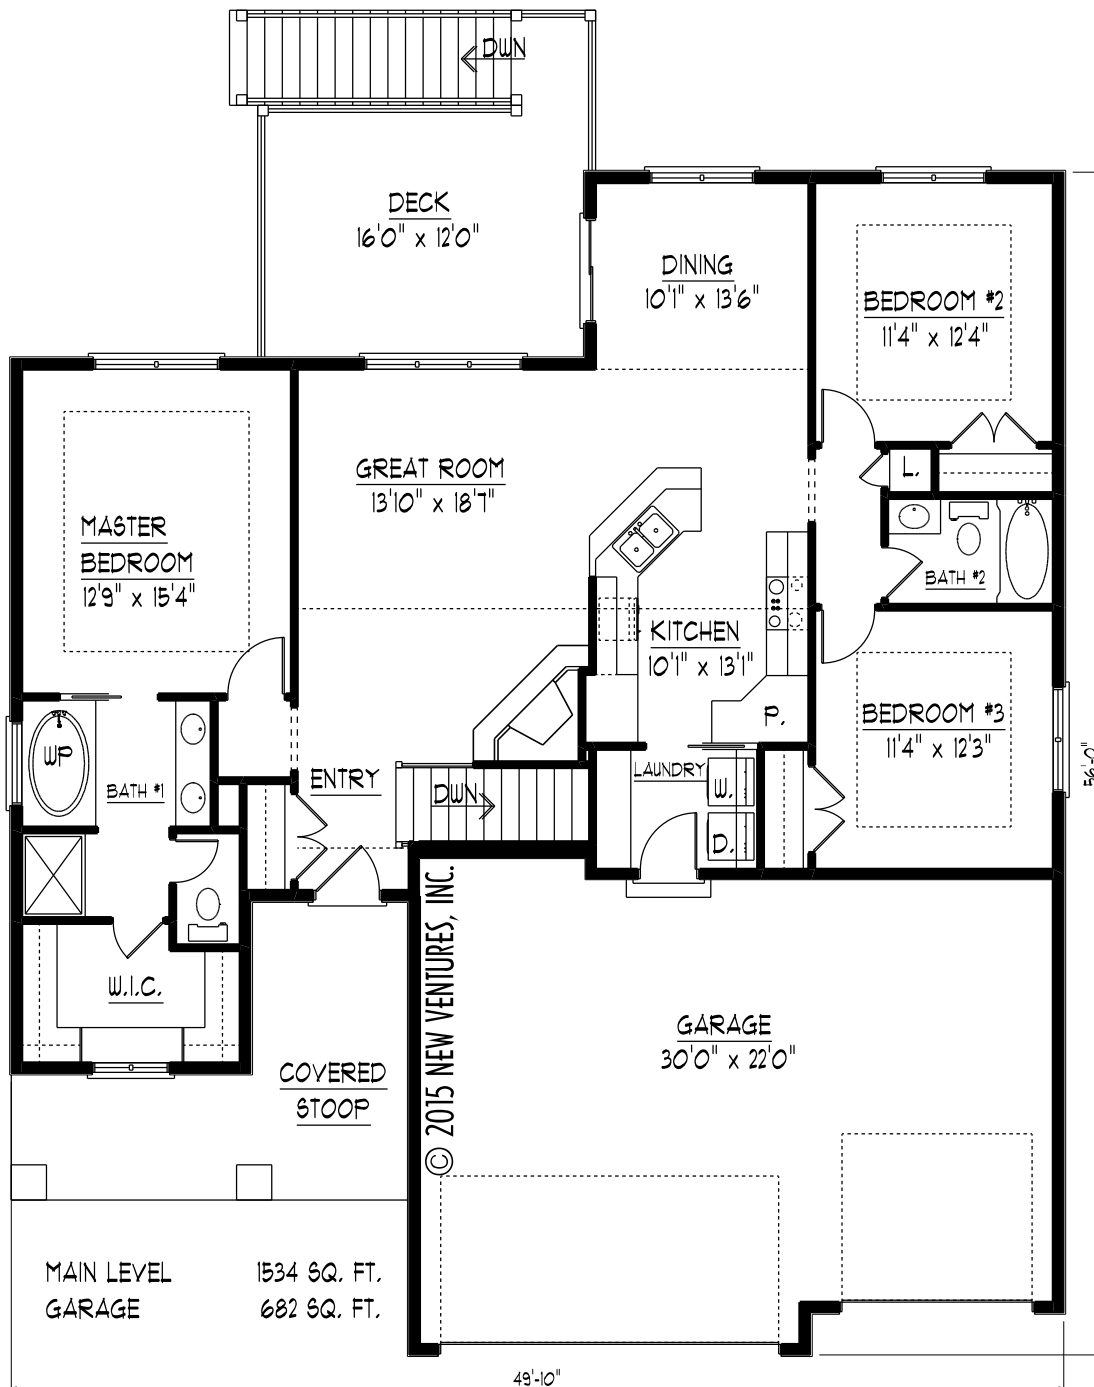 DWN
DECK
16'0" x 12'0"
DINING
10'1" x 13'6"
BEDROOM #2
11'4" x 12'4"
GREAT ROOM
13'10" x 18'7"
L.
MASTER
BEDROOM
12'9" x 15'4"
BATH #2
KITCHEN
10'1" x 13'1"
P.
BEDROOM #3
11'4" x 12'3"
WP
BATH #1
ENTRY
DWN
LAUNDRY
W.
D.
56'-0"
W.I.C.
COVERED
STOOP
© 2015 NEW VENTURES, INC.
GARAGE
30'0" x 22'0"
MAIN LEVEL 1534 SQ. FT.
GARAGE 682 SQ. FT.
49'-10"